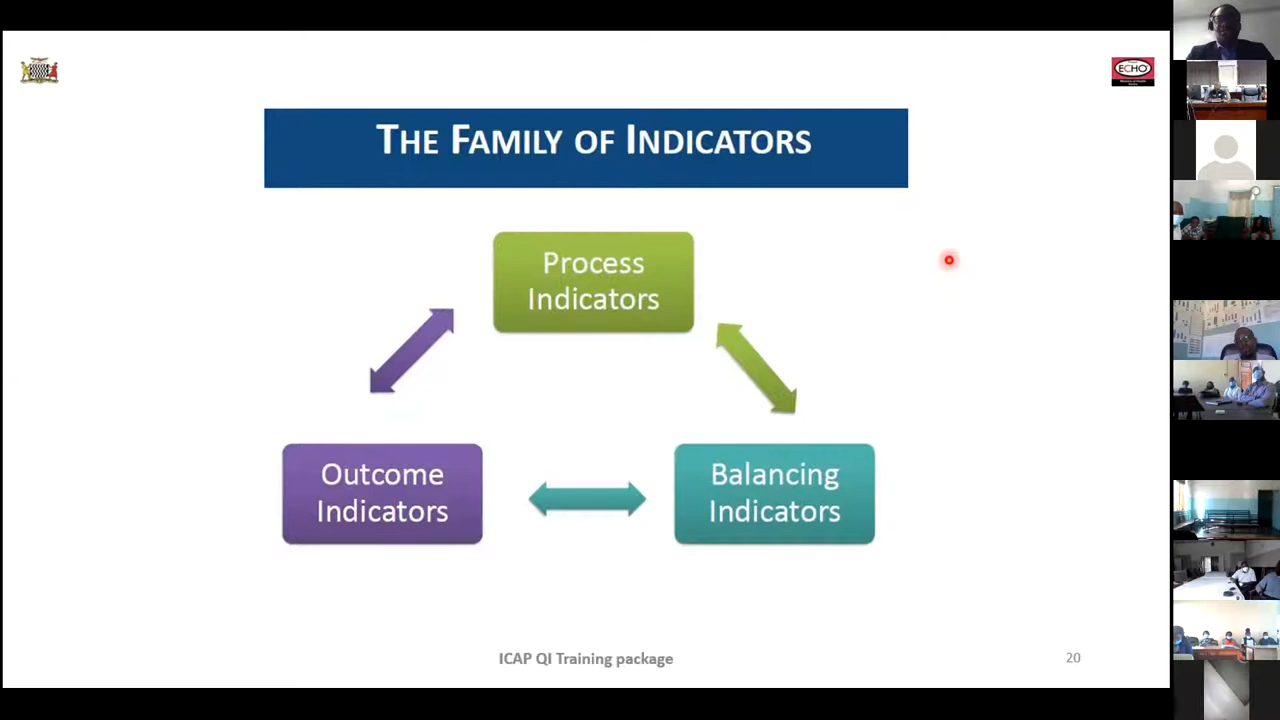 THE FAMILY OF INDICATORS
ECHO
Process
Indicators
Outcome
Indicators
Balancing
Indicators
ICAP QI Training package
20